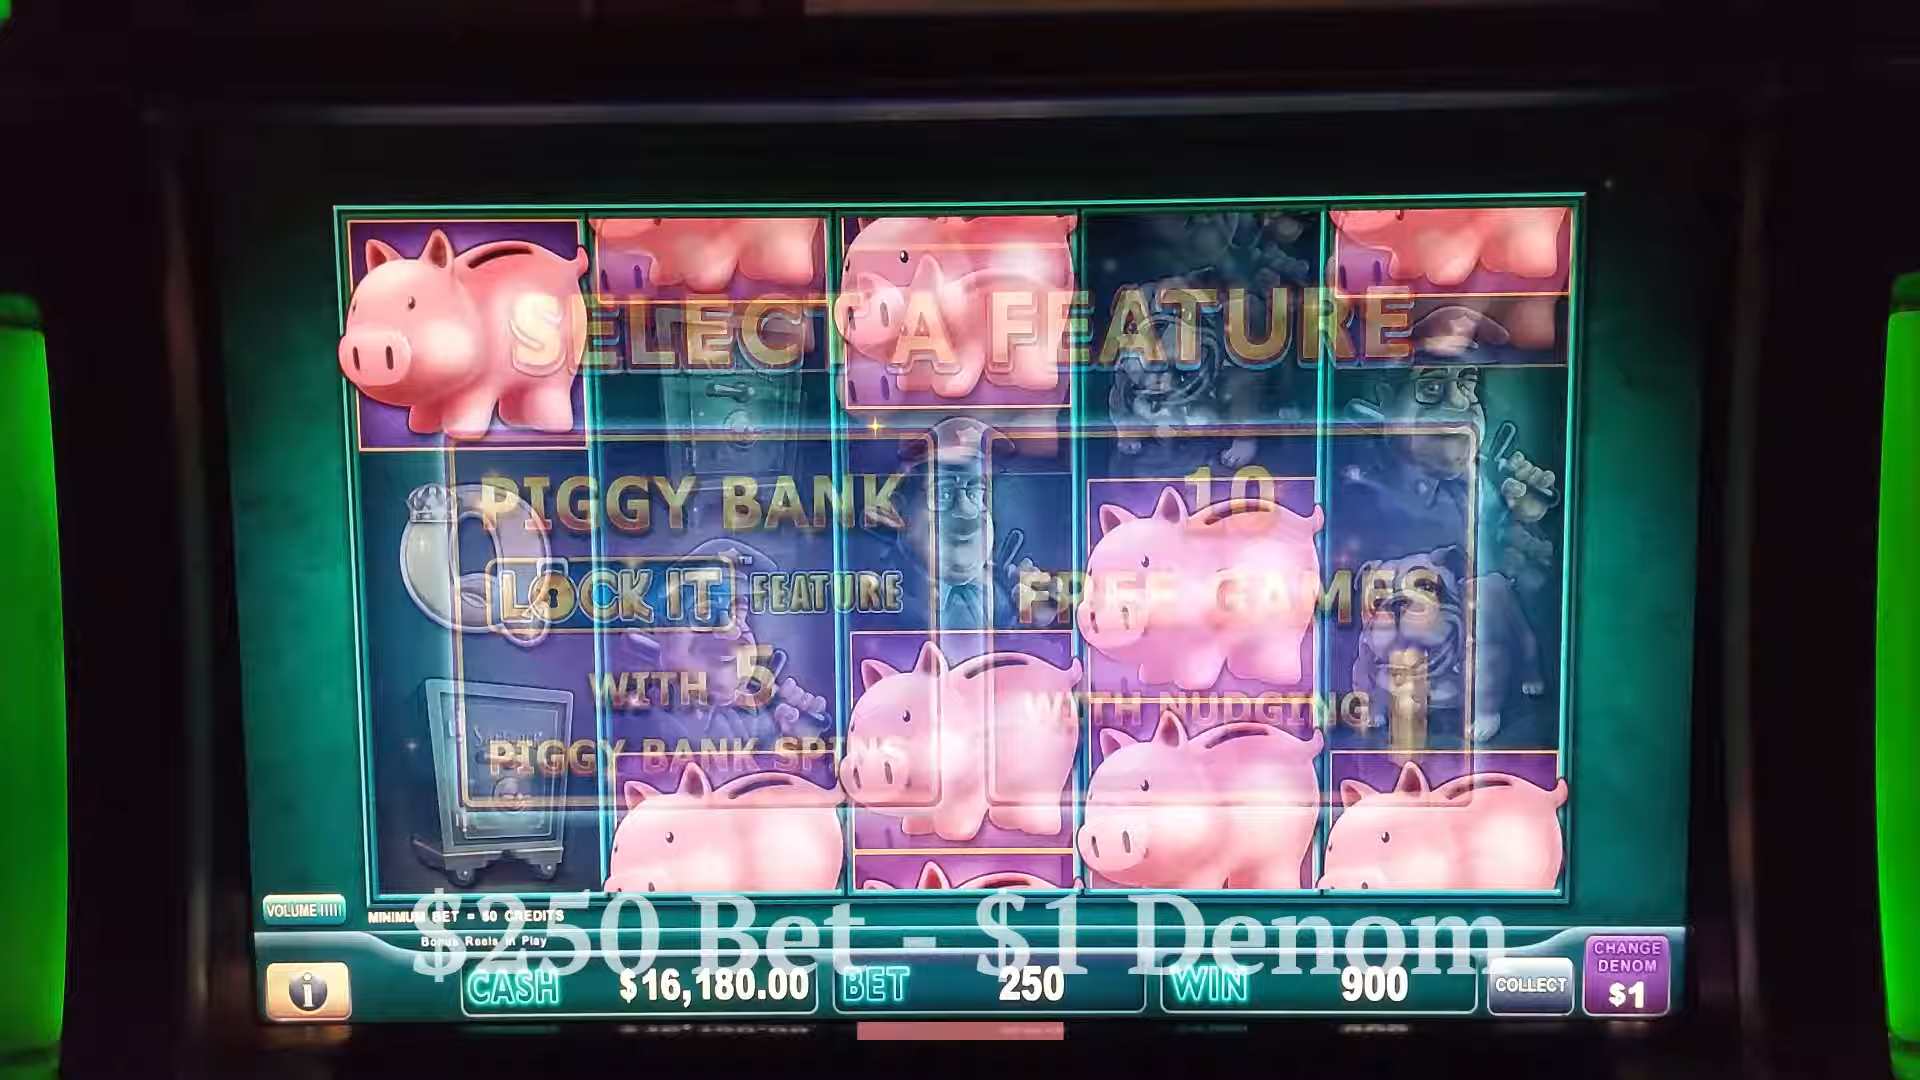 SELECT A FEATURE
PIGGY BANK
LOCK IT™ FEATURE
WITH 5
PIGGY BANK SPINS
10
FREE GAMES
WITH NUDGING
VOLUME
MINIMUM BET = 50 CREDITS
Bonus Reels In Play
$250 Bet - $1 Denom
CASH $16,180.00 BET 250 WIN 900
COLLECT
CHANGE
DENOM
$1